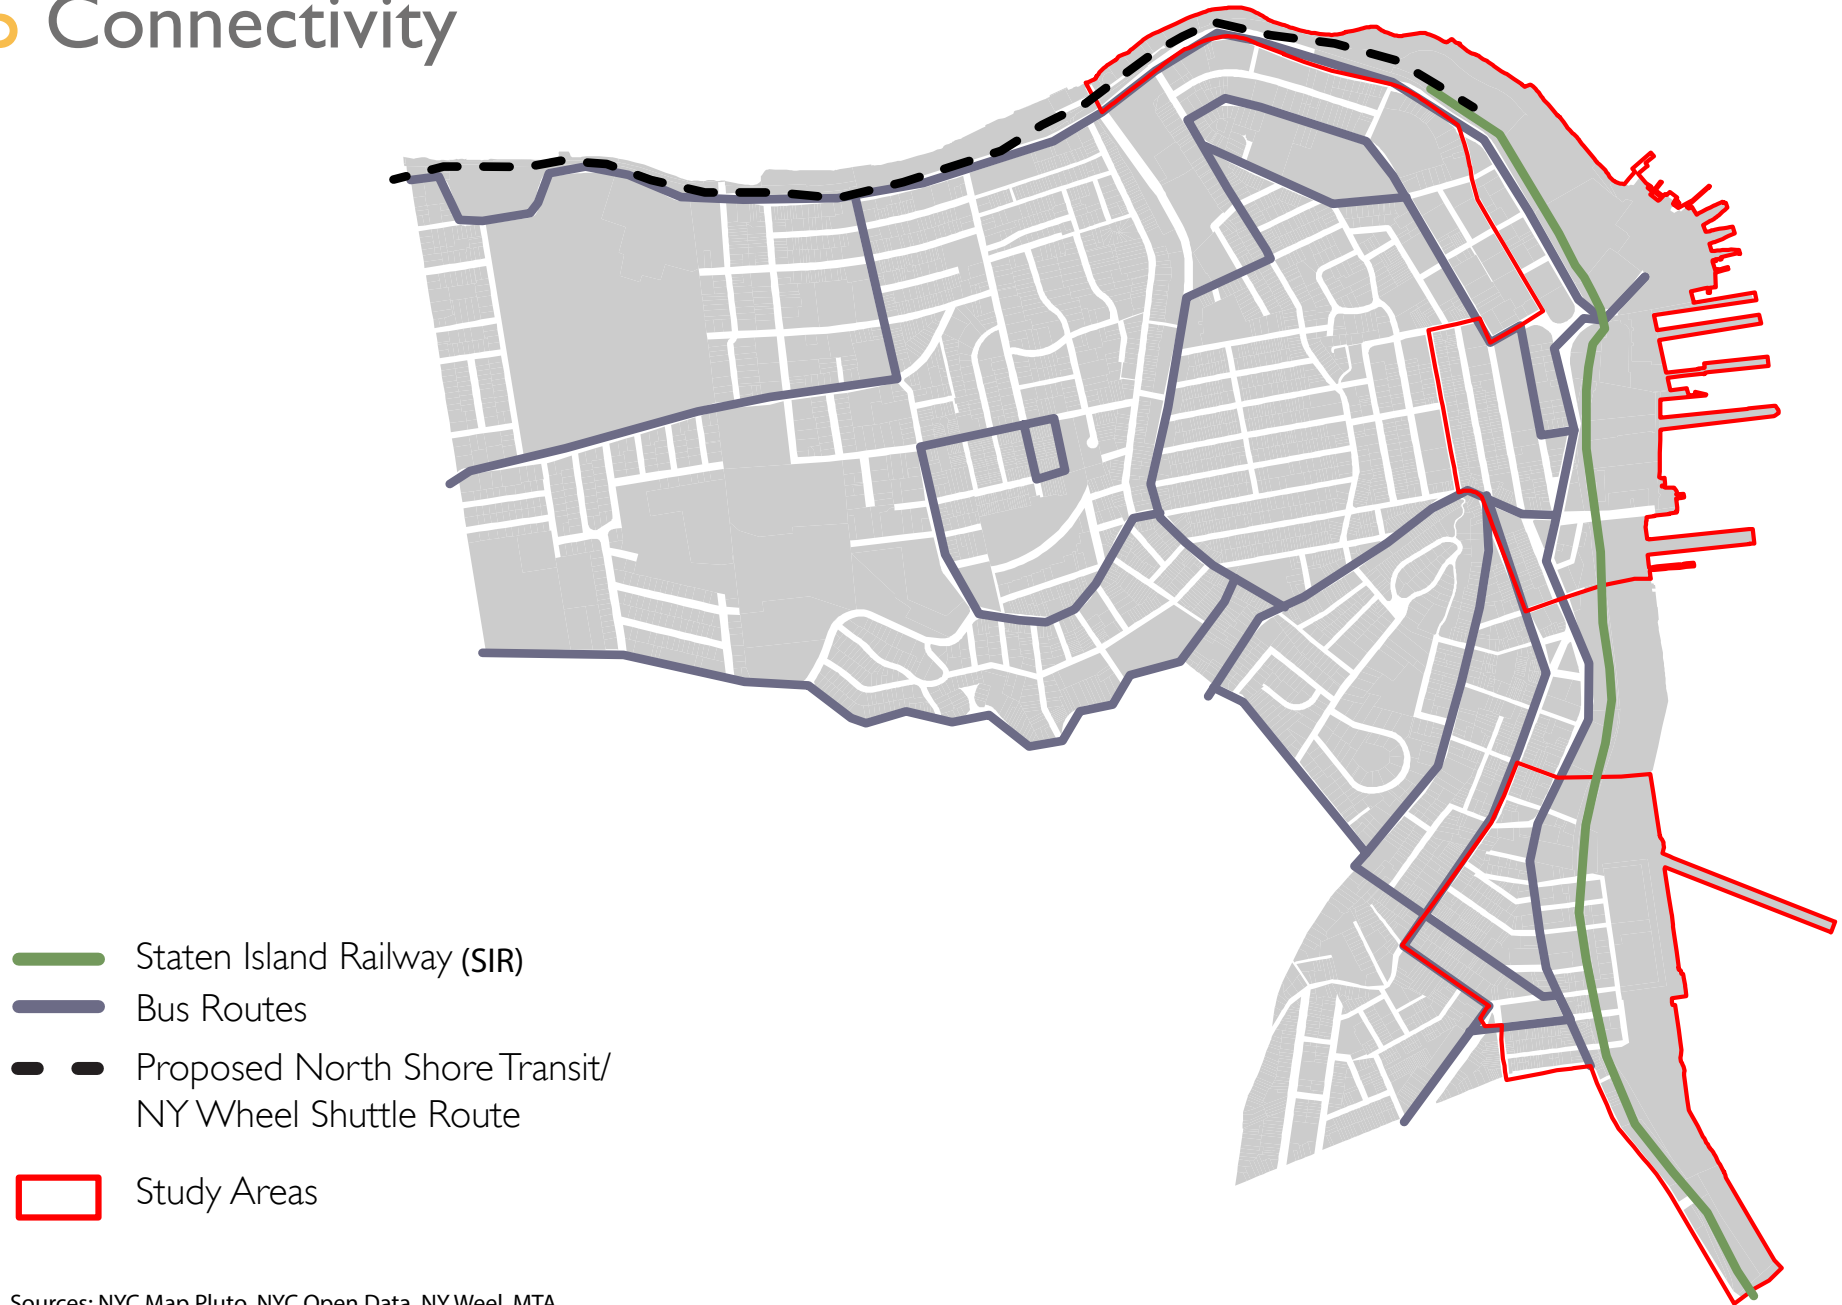 Connectivity
Staten Island Railway (SIR)
Bus Routes
Proposed North Shore Transit/
NY Wheel Shuttle Route
Study Areas
Sources: NYC Map Pluto, NYC Open Data, NY Weel, MTA